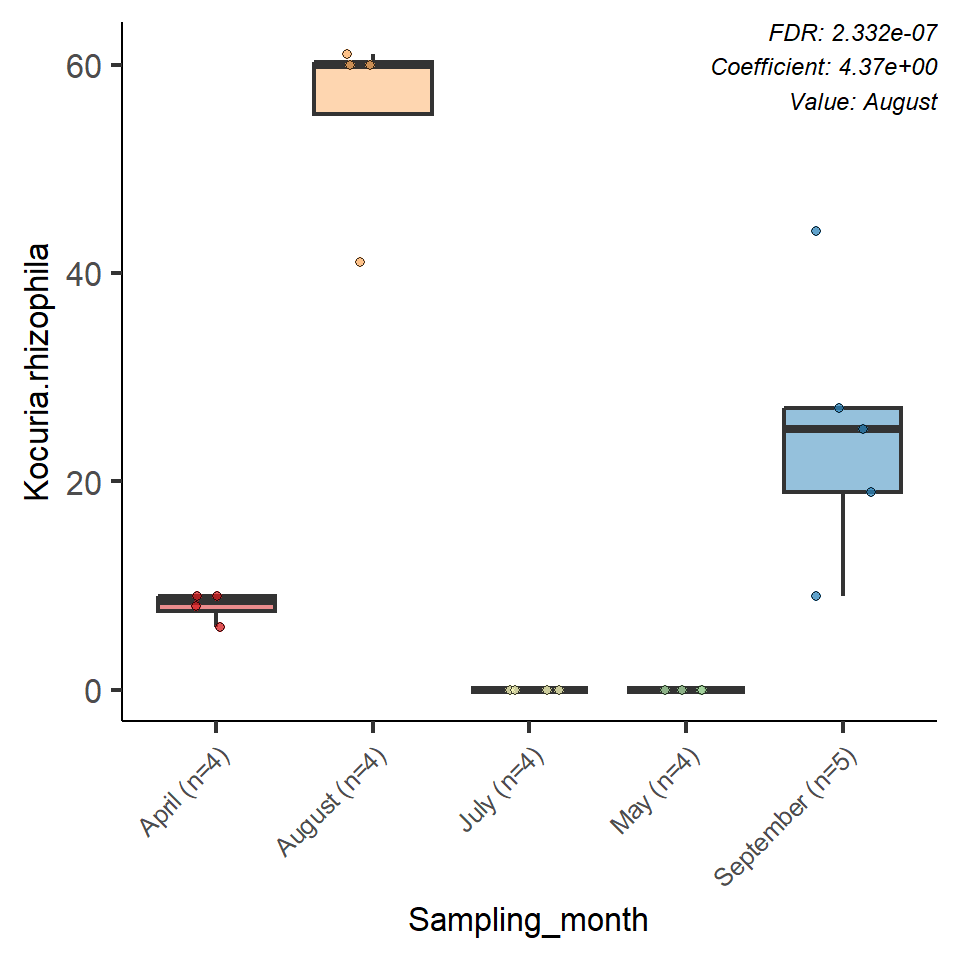 FDR: 2.332e-07
Coefficient: 4.37e+00
Value: August
Kocuria.rhizophila
60
40
20
0
April (n=4)
August (n=4)
July (n=4)
May (n=4)
September (n=5)
Sampling_month